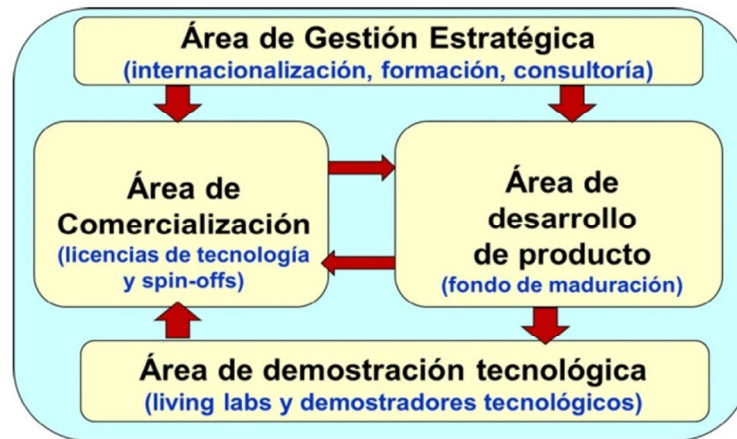 Área de Gestión Estratégica
(internacionalización, formación, consultoría)
Área de
Comercialización
(licencias de tecnología
y spin-offs)
Área de
desarrollo
de producto
(fondo de maduración)
Área de demostración tecnológica
(living labs y demostradores tecnológicos)